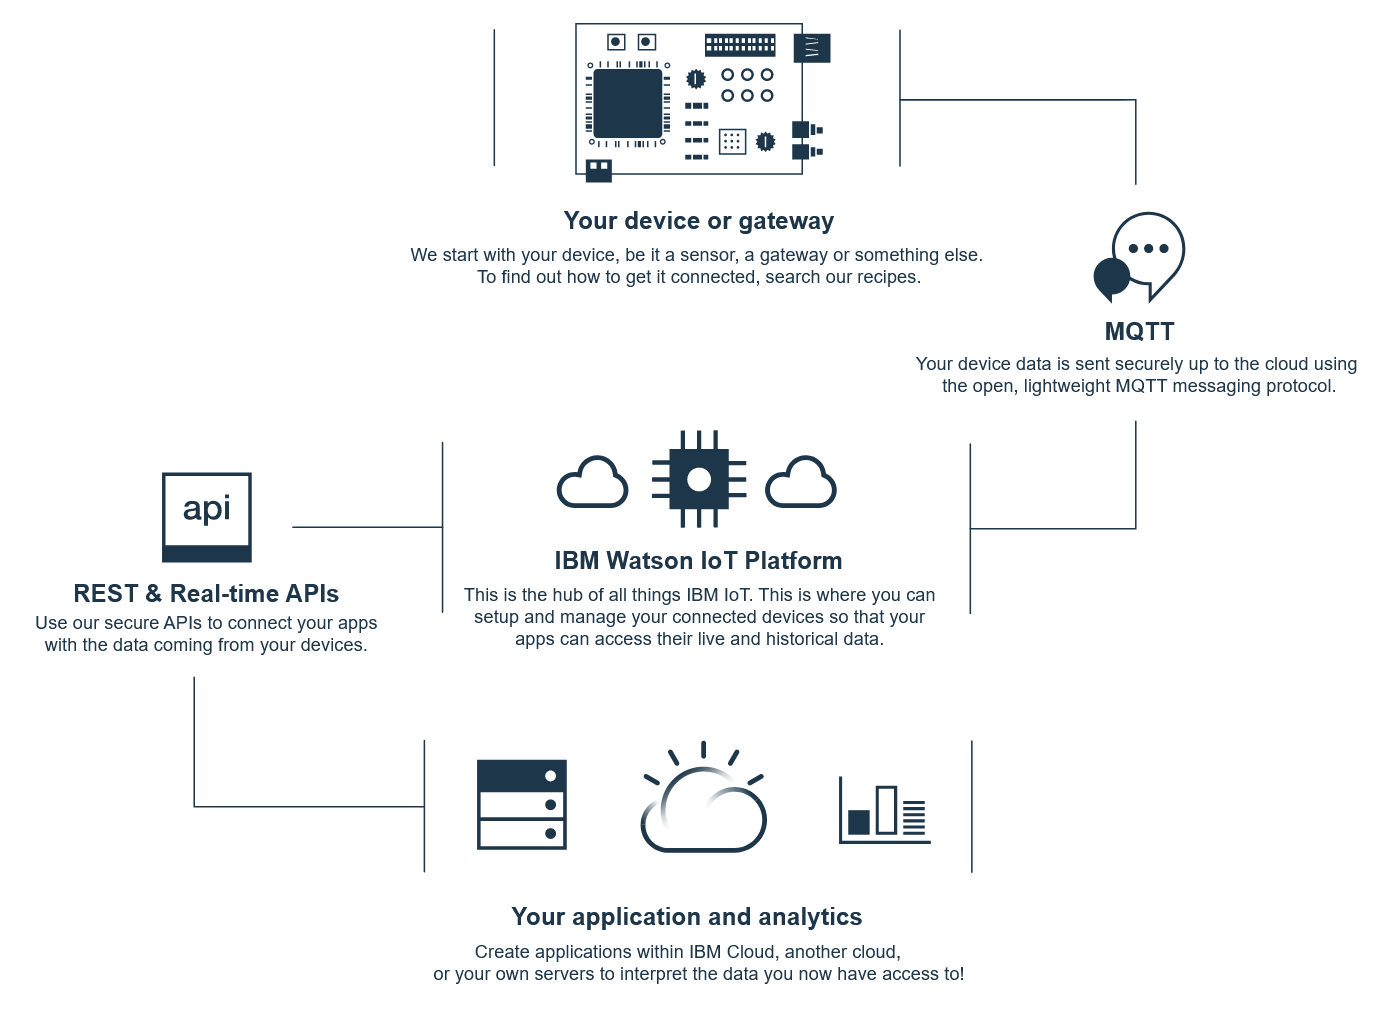 Your device or gateway
We start with your device, be it a sensor, a gateway or something else.
To find out how to get it connected, search our recipes.
MQTT
Your device data is sent securely up to the cloud using
the open, lightweight MQTT messaging protocol.
api
REST & Real-time APIs
Use our secure APIs to connect your apps
with the data coming from your devices.
IBM Watson IoT Platform
This is the hub of all things IBM IoT. This is where you can
setup and manage your connected devices so that your
apps can access their live and historical data.
Your application and analytics
Create applications within IBM Cloud, another cloud,
or your own servers to interpret the data you now have access to!